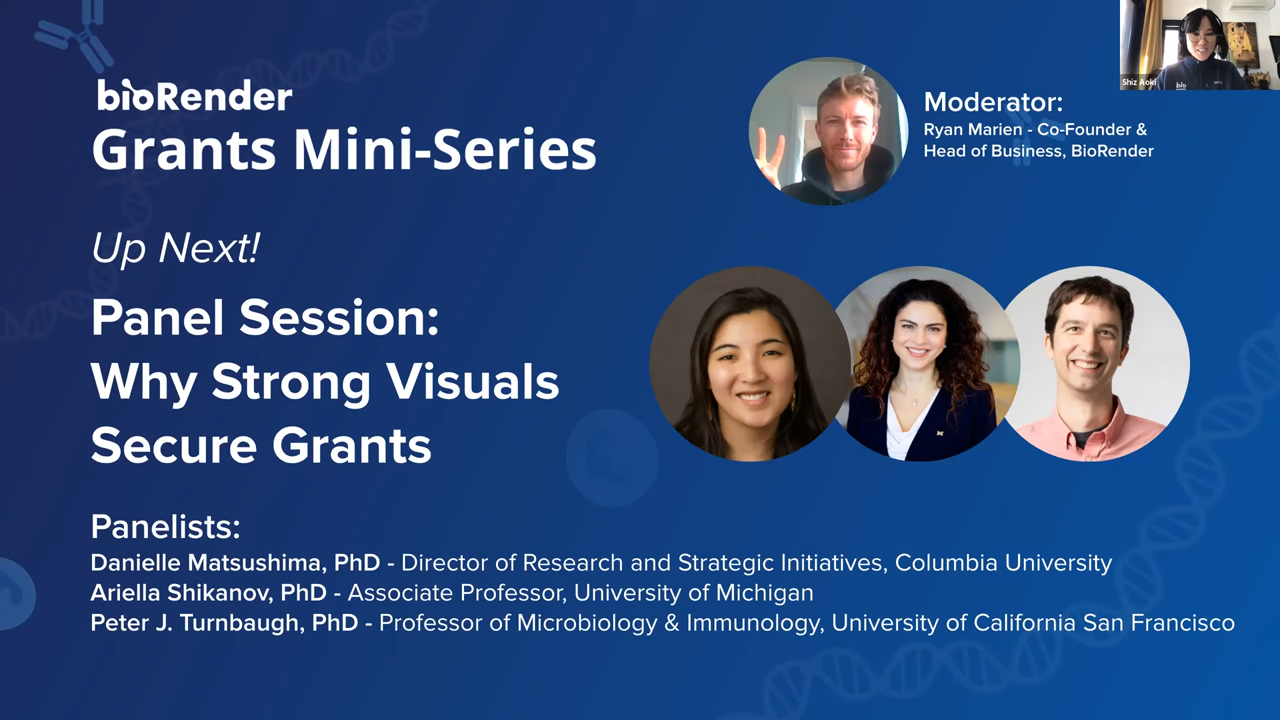 bioRender
Grants Mini-Series
Up Next!
Panel Session:
Why Strong Visuals
Secure Grants
Moderator:
Ryan Marien - Co-Founder &
Head of Business, BioRender
Shiz Aoki
bio
Panelists:
Danielle Matsushima, PhD - Director of Research and Strategic Initiatives, Columbia University
Ariella Shikanov, PhD - Associate Professor, University of Michigan
Peter J. Turnbaugh, PhD - Professor of Microbiology & Immunology, University of California San Francisco